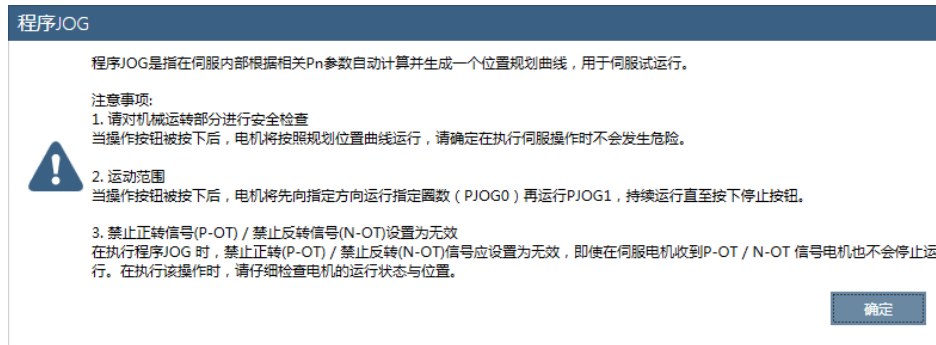 程序JOG
程序JOG是指在伺服内部根据相关Pn参数自动计算并生成一个位置规划曲线，用于伺服试运行。
注意事项:
1. 请对机械运转部分进行安全检查
当操作按钮被按下后，电机将按照规划位置曲线运行，请确定在执行伺服操作时不会发生危险。
2. 运动范围
当操作按钮被按下后，电机将先向指定方向运行指定圈数（PJOG0）再运行PJOG1，持续运行直至按下停止按钮。
3. 禁止正转信号(P-OT) / 禁止反转信号(N-OT)设置为无效
在执行程序JOG 时，禁止正转(P-OT) / 禁止反转(N-OT)信号应设置为无效，即使在伺服电机收到P-OT / N-OT 信号电机也不会停止运
行。在执行该操作时，请仔细检查电机的运行状态与位置。
确定